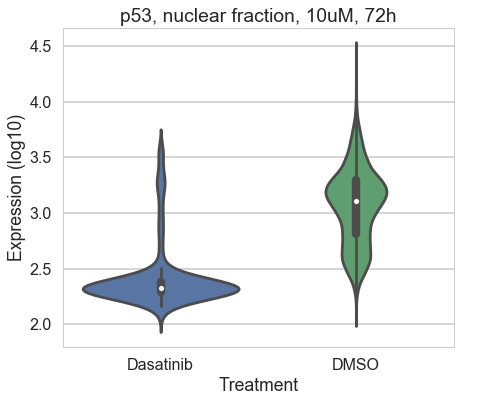 p53, nuclear fraction, 10uM, 72h
Expression (log10)
4.5
4.0
3.5
3.0
2.5
2.0
Dasatinib
DMSO
Treatment